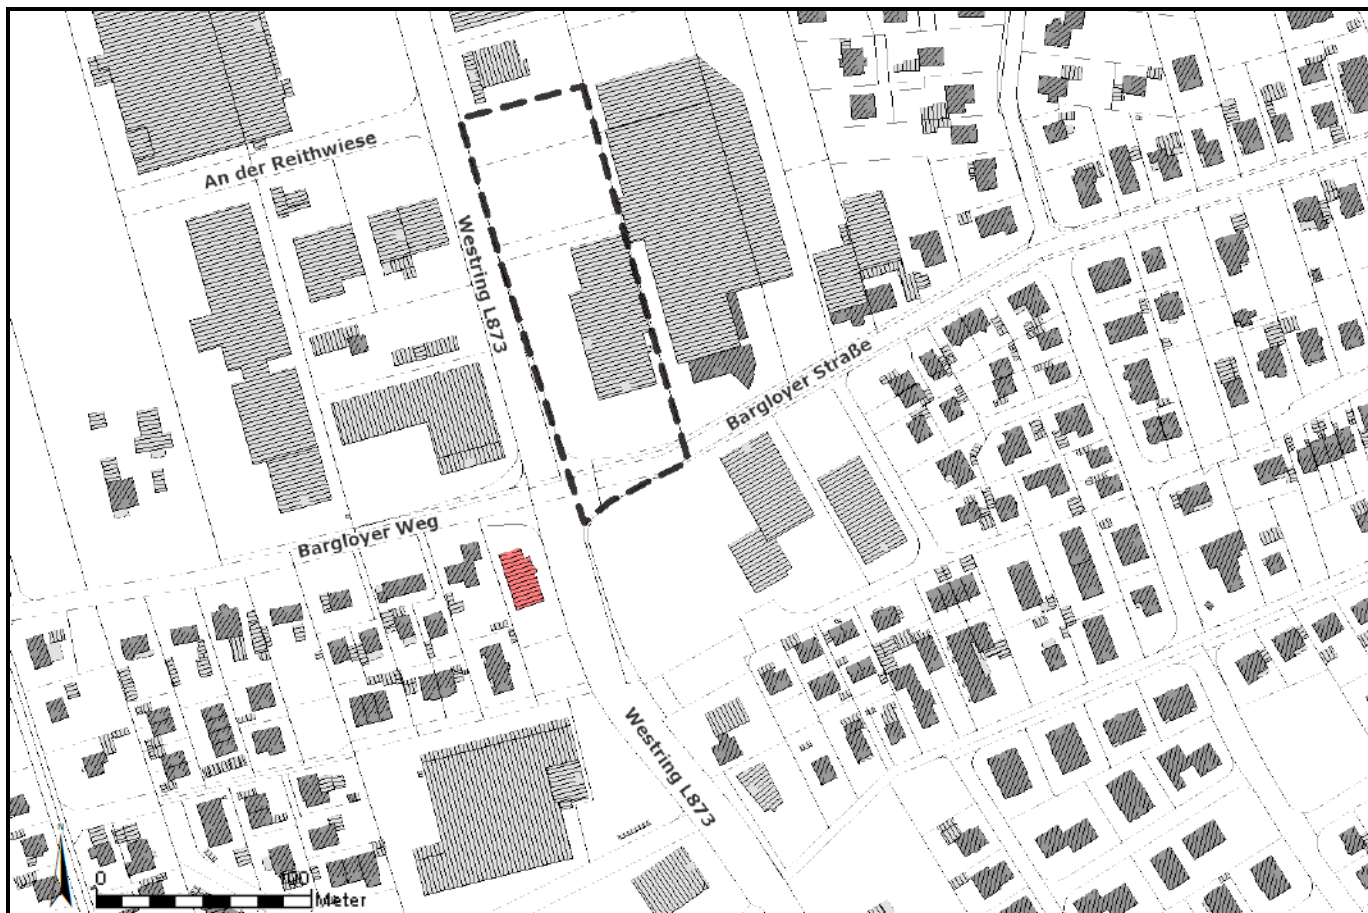 An der Reithwiese
Westring L873
Bargloyer Straße
Bargloyer Weg
Westring L873
N
0 100
Meter